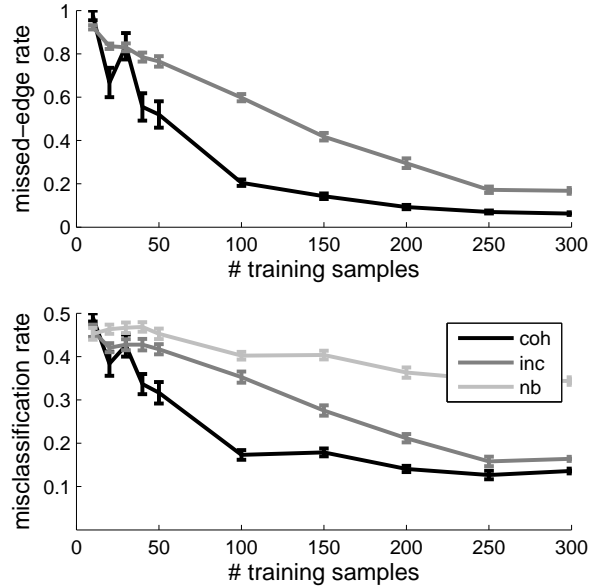 1
0.8
0.6
0.4
0.2
0
missed-edge rate
0 50 100 150 200 250 300
# training samples
0.5
0.4
0.3
0.2
0.1
misclassification rate
coh
inc
nb
0 50 100 150 200 250 300
# training samples